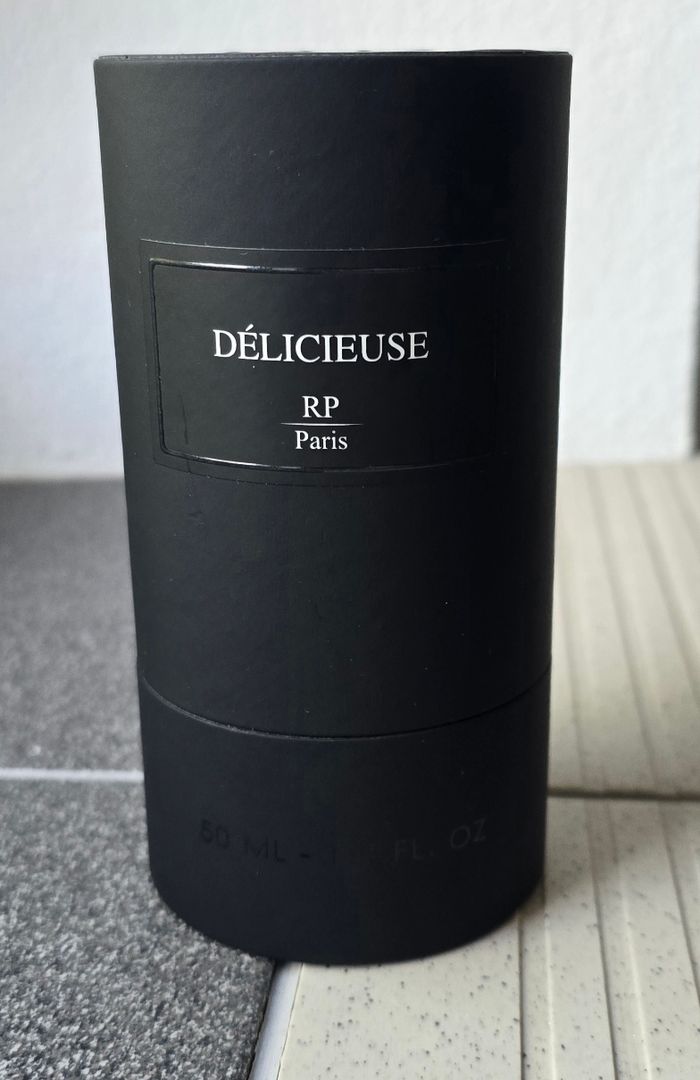 DÉLICIEUSE
RP
Paris
50 ML - FL. OZ